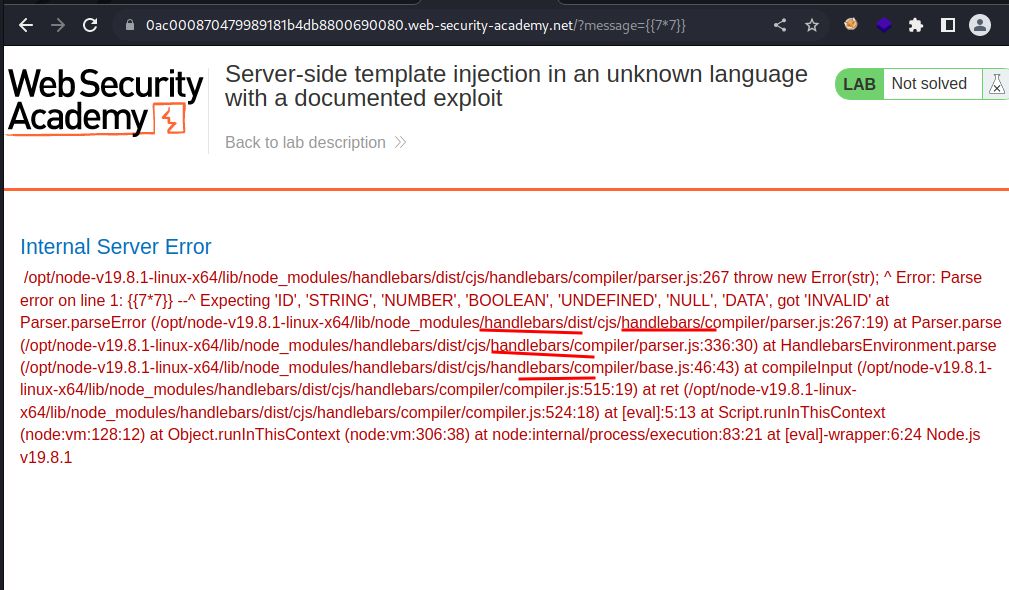 0ac000870479989181b4db8800690080.web-security-academy.net/?message={{7*7}}
Web Security
Academy
Server-side template injection in an unknown language
with a documented exploit
LAB Not solved
Back to lab description
Internal Server Error
/opt/node-v19.8.1-linux-x64/lib/node_modules/handlebars/dist/cjs/handlebars/compiler/parser.js:267 throw new Error(str); ^ Error: Parse
error on line 1: {{7*7}} --^ Expecting 'ID', 'STRING', 'NUMBER', 'BOOLEAN', 'UNDEFINED', 'NULL', 'DATA', got 'INVALID' at
Parser.parseError (/opt/node-v19.8.1-linux-x64/lib/node_modules/handlebars/dist/cjs/handlebars/compiler/parser.js:267:19) at Parser.parse
(/opt/node-v19.8.1-linux-x64/lib/node_modules/handlebars/dist/cjs/handlebars/compiler/parser.js:336:30) at HandlebarsEnvironment.parse
(/opt/node-v19.8.1-linux-x64/lib/node_modules/handlebars/dist/cjs/handlebars/compiler/base.js:46:43) at compileInput (/opt/node-v19.8.1-
linux-x64/lib/node_modules/handlebars/dist/cjs/handlebars/compiler/compiler.js:515:19) at ret (/opt/node-v19.8.1-linux-
x64/lib/node_modules/handlebars/dist/cjs/handlebars/compiler/compiler.js:524:18) at [eval]:5:13 at Script.runInThisContext
(node:vm:128:12) at Object.runInThisContext (node:vm:306:38) at node:internal/process/execution:83:21 at [eval]-wrapper:6:24 Node.js
v19.8.1